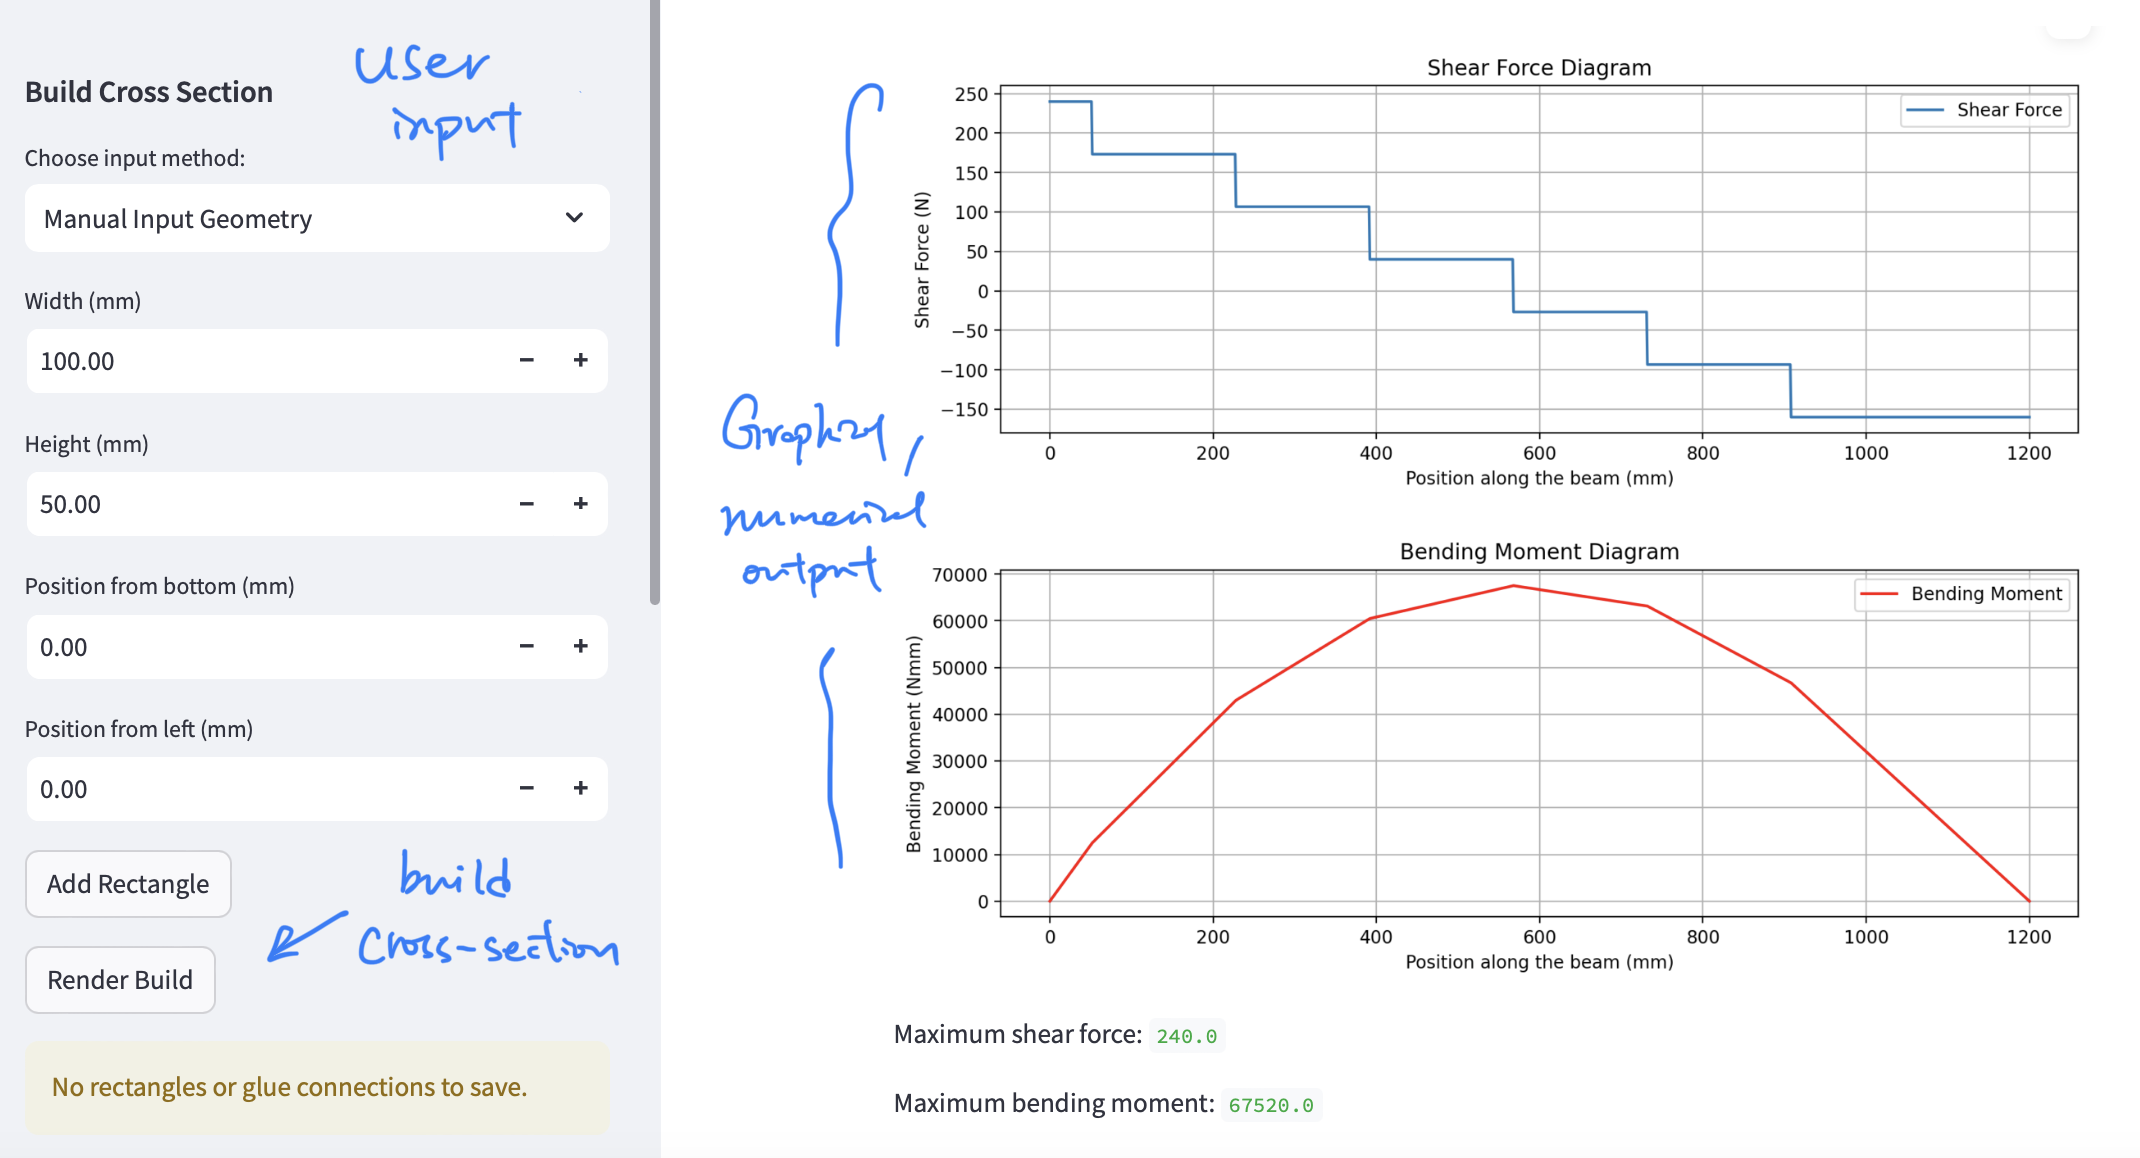 Build Cross Section
user
input
Choose input method:
Manual Input Geometry
Width (mm)
100.00
Height (mm)
50.00
Position from bottom (mm)
0.00
Position from left (mm)
0.00
Add Rectangle
build
cross-section
Render Build
No rectangles or glue connections to save.
Graphical,
numerical
output
Shear Force Diagram
Shear Force
Shear Force (N)
250
200
150
100
50
0
−50
−100
−150
0 200 400 600 800 1000 1200
Position along the beam (mm)
Bending Moment Diagram
Bending Moment
Bending Moment (Nmm)
70000
60000
50000
40000
30000
20000
10000
0
0 200 400 600 800 1000 1200
Position along the beam (mm)
Maximum shear force: 240.0
Maximum bending moment: 67520.0